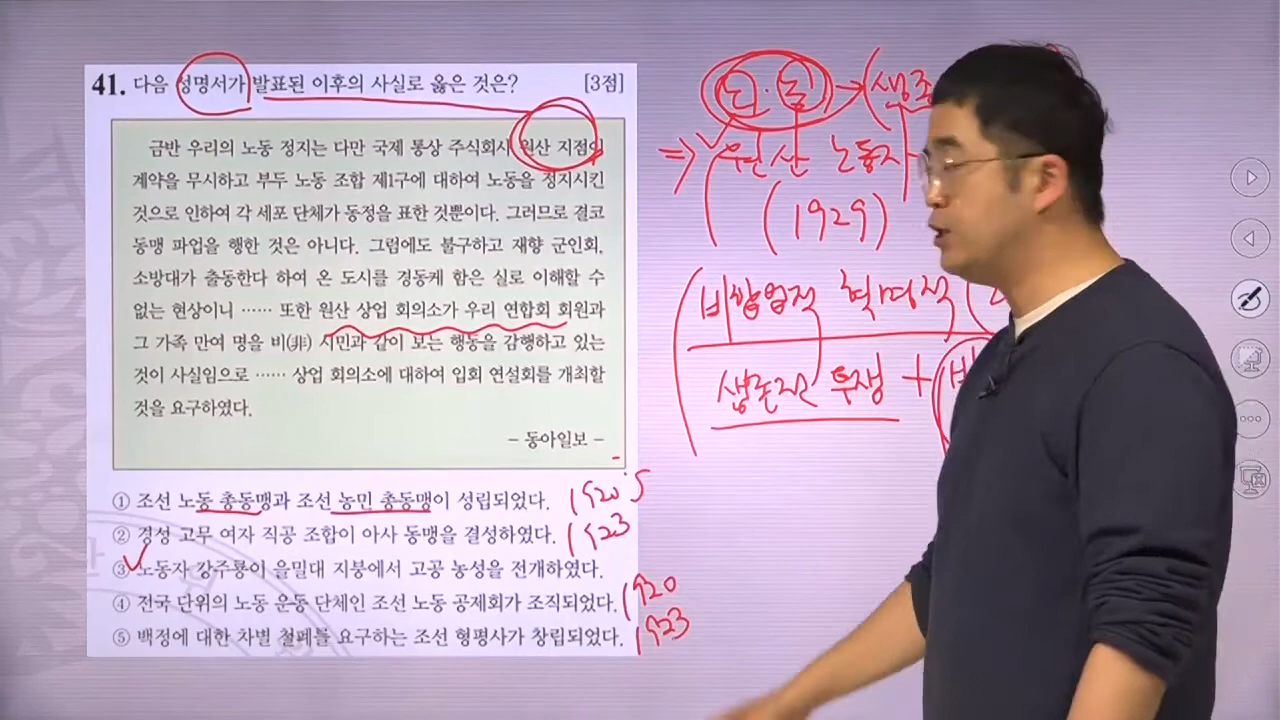 41. 다음 성명서가 발표된 이후의 사실로 옳은 것은? [3점]
금반 우리의 노동 정지는 다만 국제 통상 주식회사 원산 지점이
계약을 무시하고 부두 노동 조합 제1구에 대하여 노동을 정지시킨
것으로 인하여 각 세포 단체가 동정을 표한 것뿐이다. 그러므로 결코
동맹 파업을 행한 것은 아니다. 그럼에도 불구하고 재향 군인회,
소방대가 출동한다 하여 온 도시를 경동케 함은 실로 이해할 수
없는 현상이니 …… 또한 원산 상업 회의소가 우리 연합회 회원과
그 가족 만여 명을 비(非) 시민과 같이 보는 행동을 감행하고 있는
것이 사실임으로 …… 상업 회의소에 대하여 입회 연설회를 개최할
것을 요구하였다.
- 동아일보 -
① 조선 노동 총동맹과 조선 농민 총동맹이 성립되었다.
② 경성 고무 여자 직공 조합이 아사 동맹을 결성하였다.
1923
③ 노동자 강주룡이 을밀대 지붕에서 고공 농성을 전개하였다.
④ 전국 단위의 노동 운동 단체인 조선 노동 공제회가 조직되었다.
1920
⑤ 백정에 대한 차별 철폐를 요구하는 조선 형평사가 창립되었다.
1923
→ (생존
⇒ 원산 노동자
(1929)
비합법적 혁명적
생존권 투쟁 +